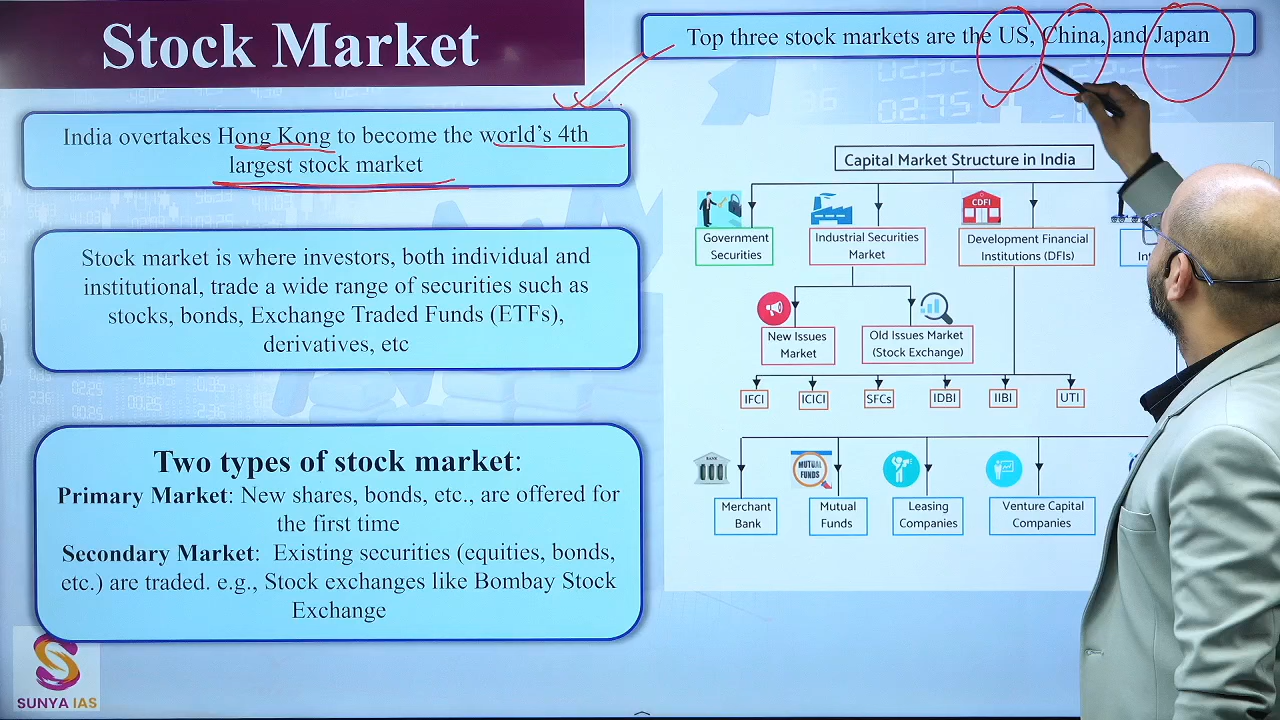 Stock Market
Top three stock markets are the US, China, and Japan
India overtakes Hong Kong to become the world's 4th
largest stock market
Stock market is where investors, both individual and
institutional, trade a wide range of securities such as
stocks, bonds, Exchange Traded Funds (ETFs),
derivatives, etc
Two types of stock market:
Primary Market: New shares, bonds, etc., are offered for
the first time
Secondary Market: Existing securities (equities, bonds,
etc.) are traded. e.g., Stock exchanges like Bombay Stock
Exchange
Capital Market Structure in India
CDFI
Government
Securities
Industrial Securities
Market
Development Financial
Institutions (DFIs)
New Issues
Market
Old Issues Market
(Stock Exchange)
IFCI
ICICI
SFCs
IDBI
IIBI
UTI
BANK
MUTUAL
FUNDS
Merchant
Bank
Mutual
Funds
Leasing
Companies
Venture Capital
Companies
SUNYA IAS